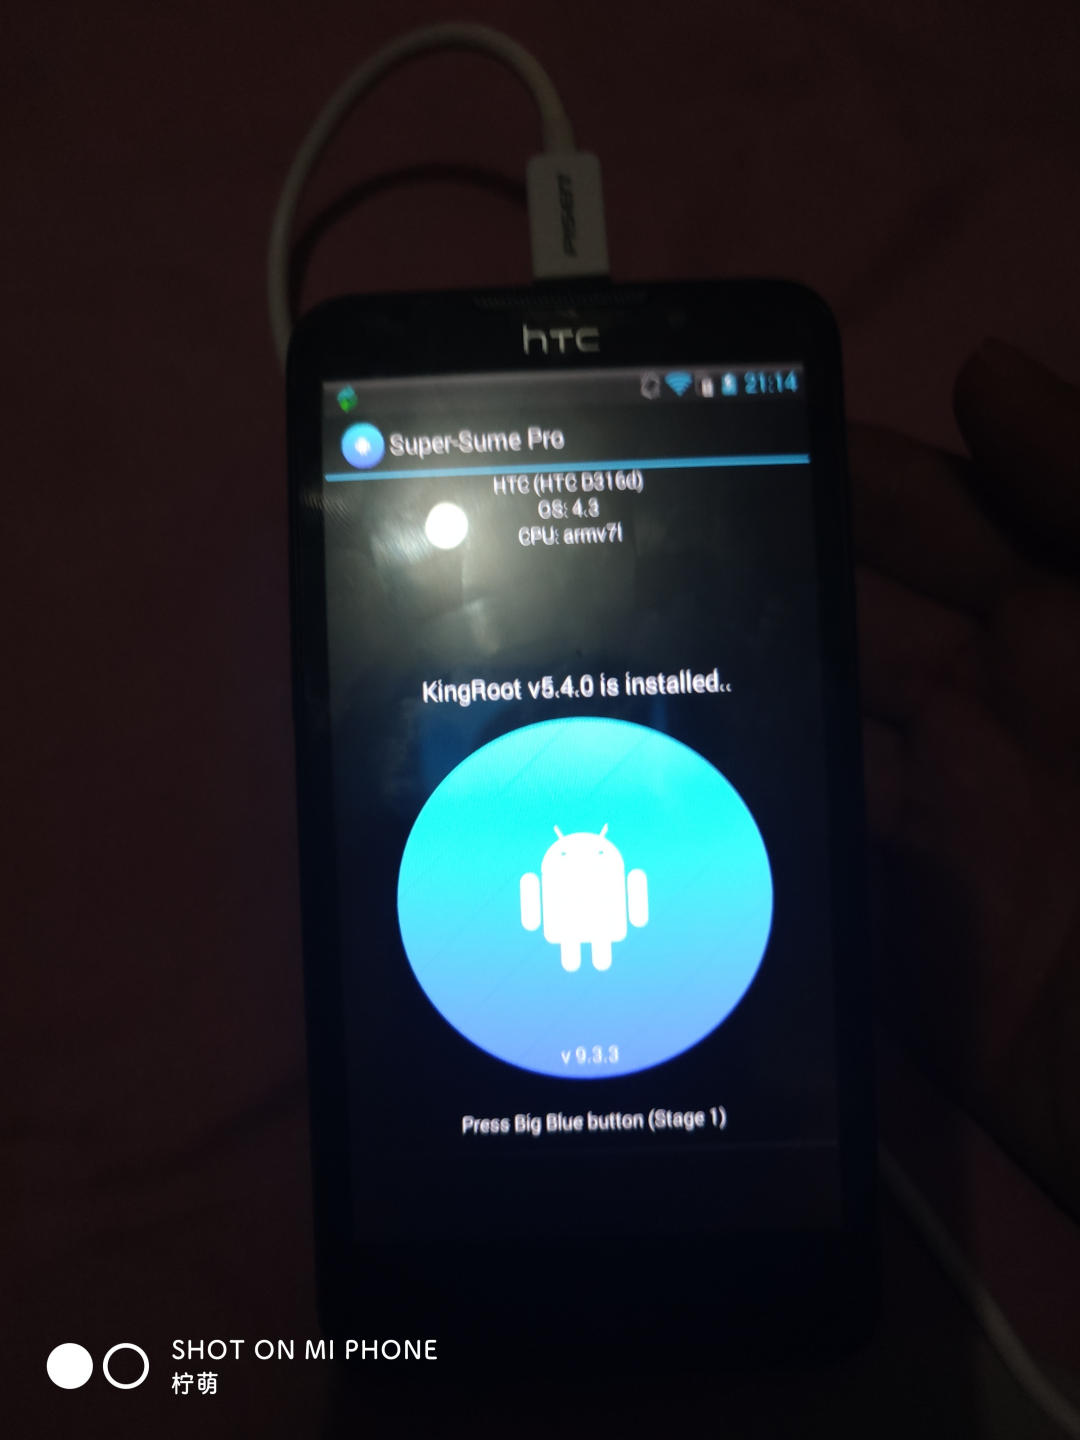 PISEN
hTC
21:14
Super-Sume Pro
HTC (HTC D316d)
OS: 4.3
CPU: armv7l
KingRoot v5.4.0 is installed..
v 9.3.3
Press Big Blue button (Stage 1)
SHOT ON MI PHONE
柠萌